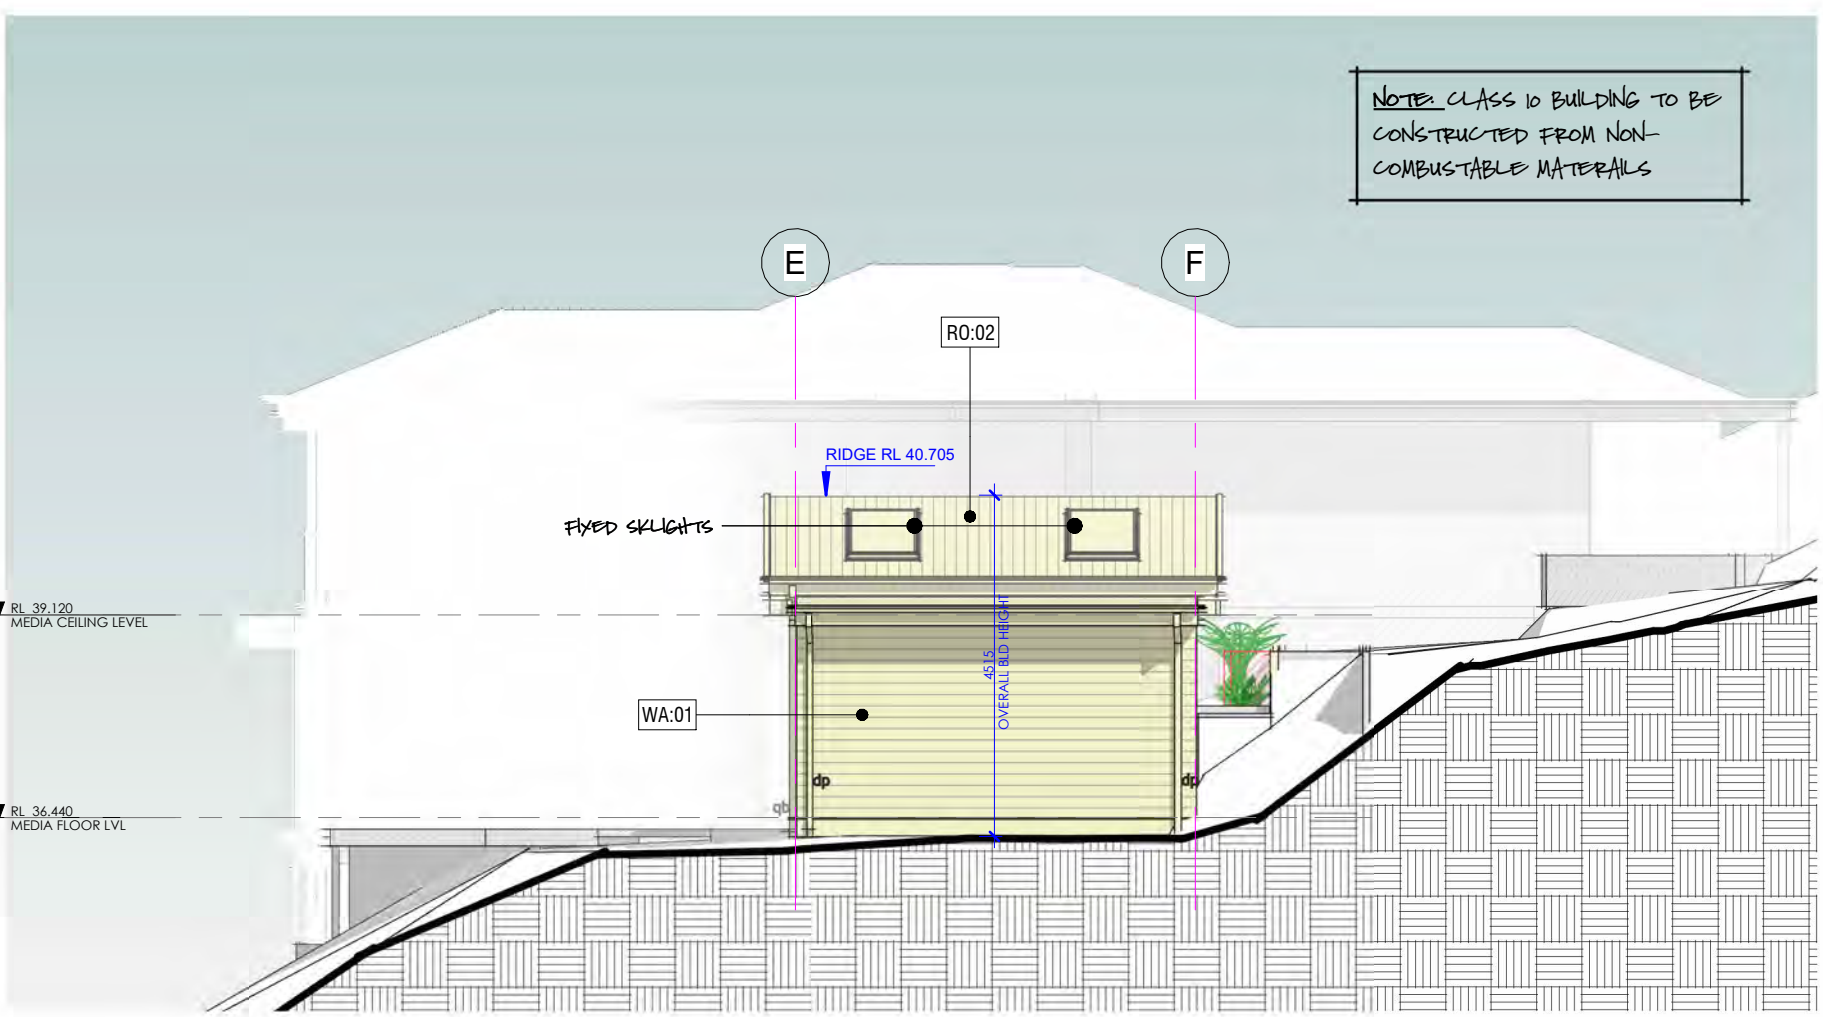 NOTE: CLASS 10 BUILDING TO BE
CONSTRUCTED FROM NON-
COMBUSTABLE MATERAILS
E
F
RO:02
RIDGE RL 40.705
FIXED SKLIGHTS
RL 39.120
MEDIA CEILING LEVEL
4515
OVERALL BLD HEIGHT
WA:01
dp
dp
gb
RL 36.440
MEDIA FLOOR LVL